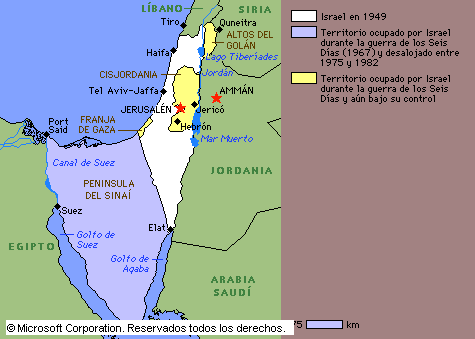 LÍBANO
SIRIA
Tiro
Quneitra
ALTOS DEL
GOLÁN
Haifa
Lago Tiberíades
CISJORDANIA
Jordán
Tel Aviv-Jaffa
AMMÁN
JERUSALÉN
Jericó
FRANJA
DE GAZA
Hebrón
Port
Said
Mar Muerto
Canal de Suez
JORDANIA
PENINSULA
DEL SINAÍ
Suez
Elat
Golfo de
Suez
EGIPTO
Golfo de
Aqaba
ARABIA
SAUDÍ
Israel en 1949
Territorio ocupado por Israel
durante la guerra de los Seis
Días (1967) y desalojado entre
1975 y 1982
Territorio ocupado por Israel
durante la guerra de los Seis
Días y aún bajo su control
© Microsoft Corporation. Reservados todos los derechos.
75 km